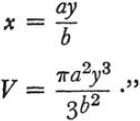 x = ay/b
V = πa²y³/3b² ·”